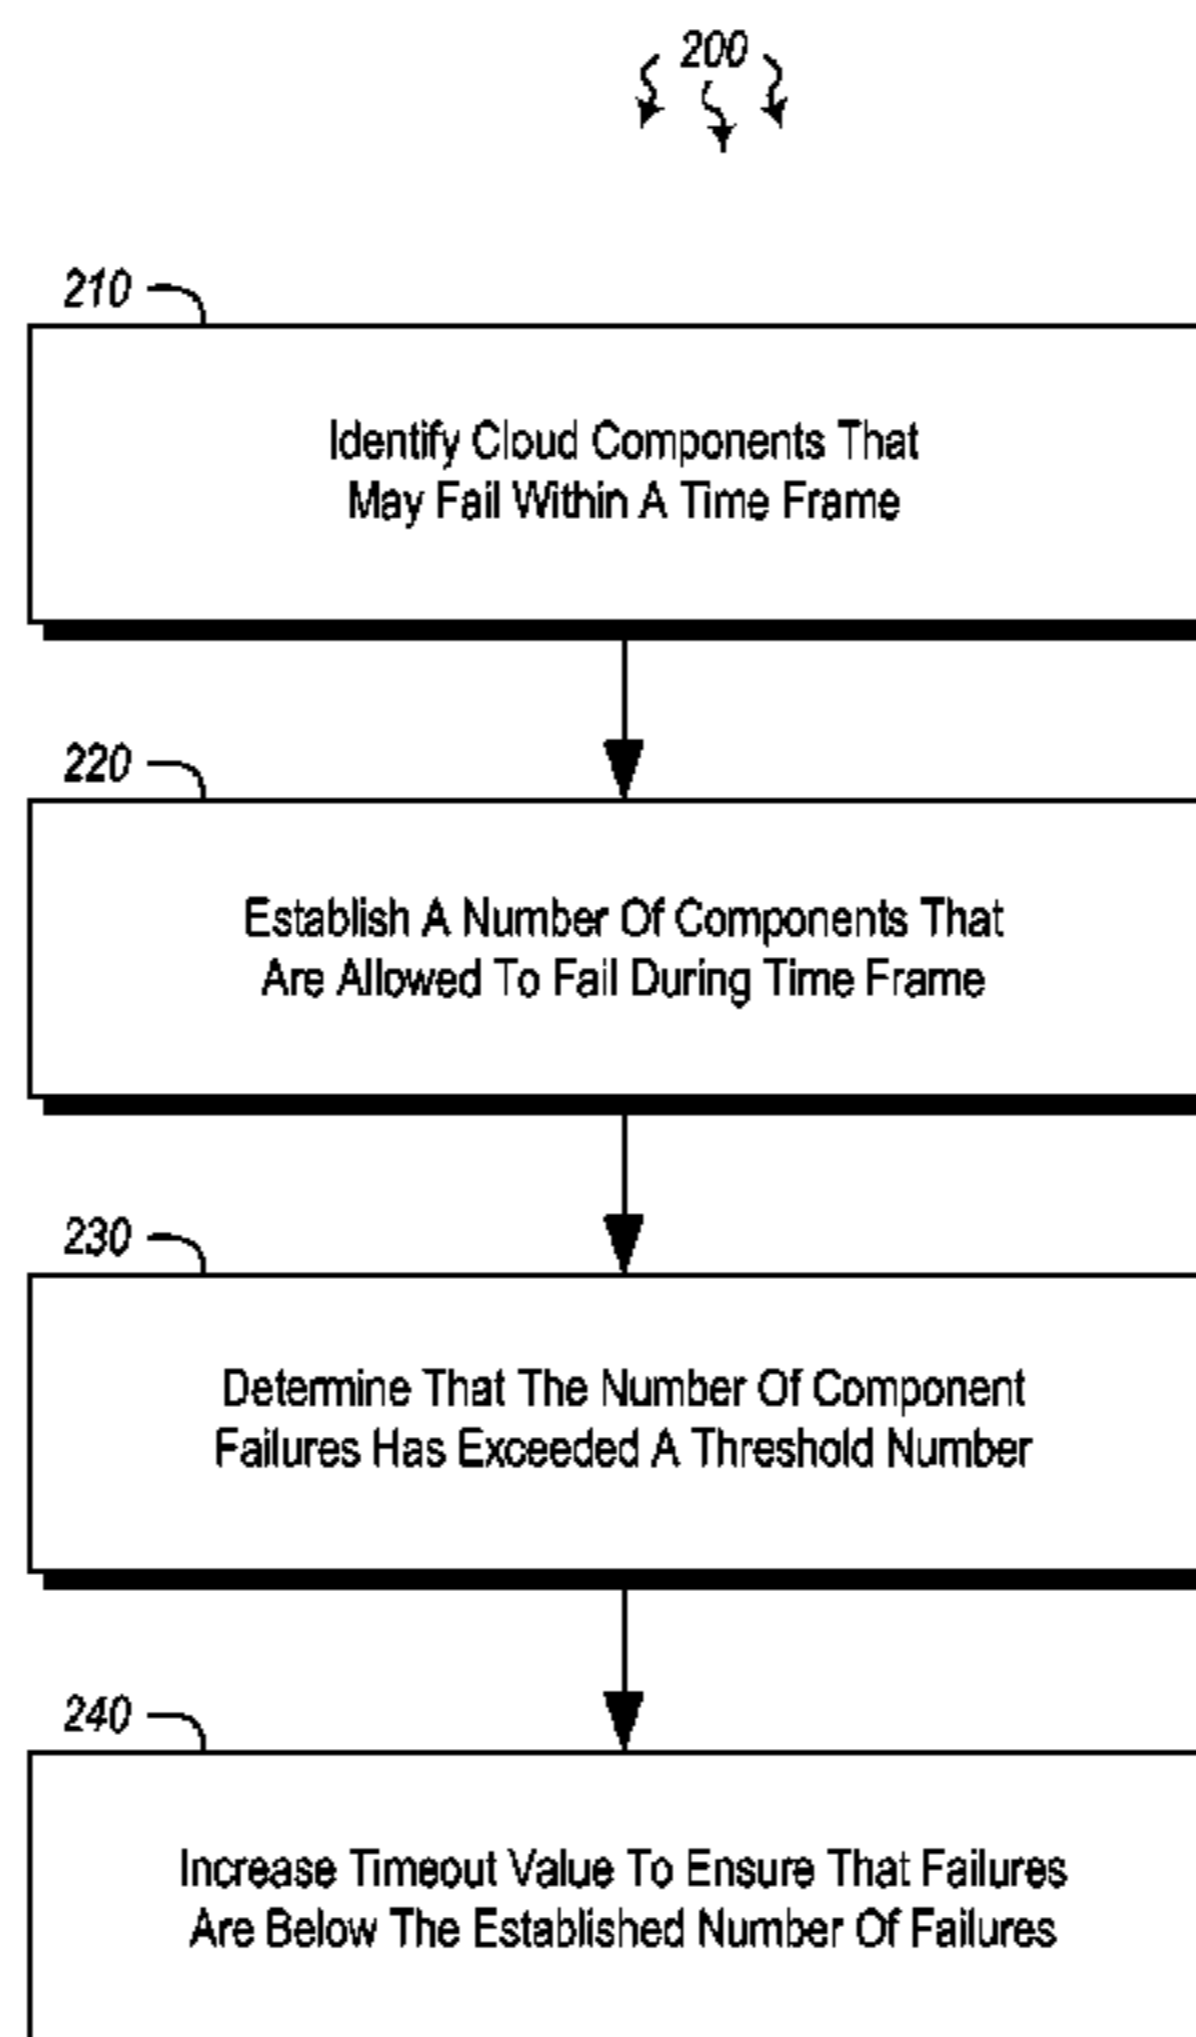 200
210
Identify Cloud Components That
May Fail Within A Time Frame
220
Establish A Number Of Components That
Are Allowed To Fail During Time Frame
230
Determine That The Number Of Component
Failures Has Exceeded A Threshold Number
240
Increase Timeout Value To Ensure That Failures
Are Below The Established Number Of Failures